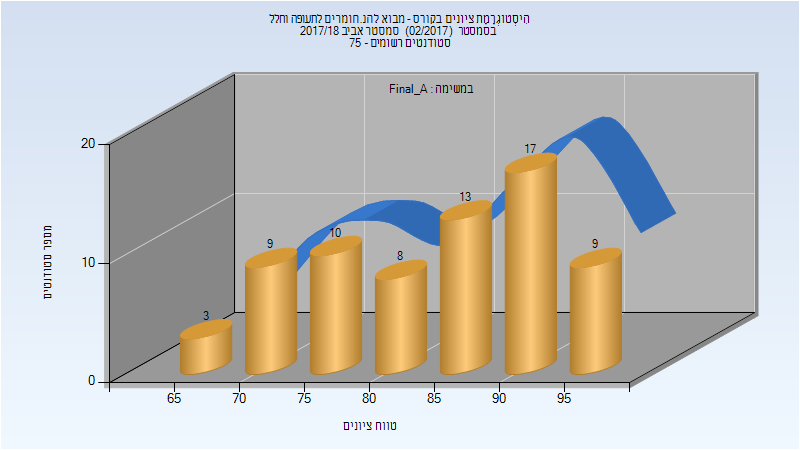 היסטוגרמת ציונים בקורס - מבוא להנ.חומרים לתעופה וחלל
בסמסטר (02/2017) סמסטר אביב 2017/18
סטודנטים רשומים - 75
במשימה : Final_A
20
10
0
מספר סטודנטים
3
9
10
8
13
17
9
65
70
75
80
85
90
95
טווח ציונים